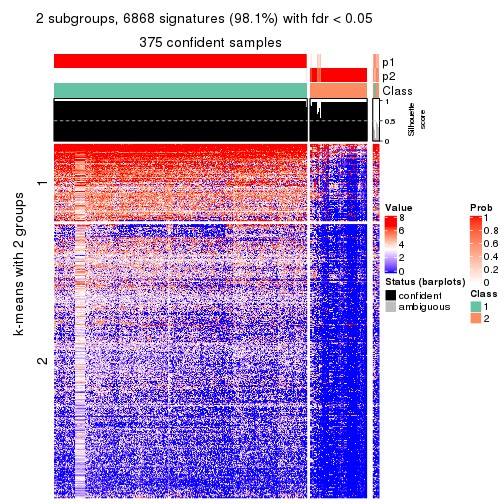 2 subgroups, 6868 signatures (98.1%) with fdr < 0.05
375 confident samples
p1
p2
Class
1
0.5
0
Silhouette
score
k-means with 2 groups
1
2
Value
8
6
4
2
0
Status (barplots)
confident
ambiguous
Prob
1
0.8
0.6
0.4
0.2
0
Class
1
2